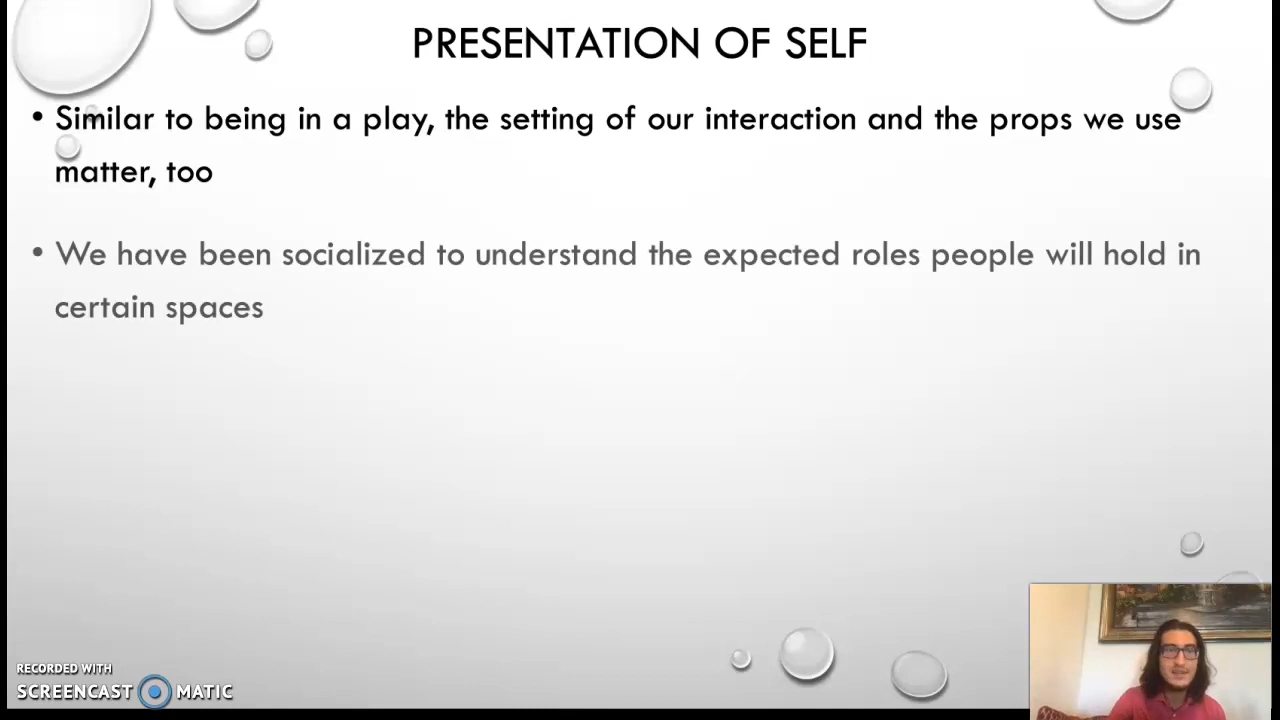 PRESENTATION OF SELF
• Similar to being in a play, the setting of our interaction and the props we use
matter, too
• We have been socialized to understand the expected roles people will hold in
certain spaces
RECORDED WITH
SCREENCAST MATIC